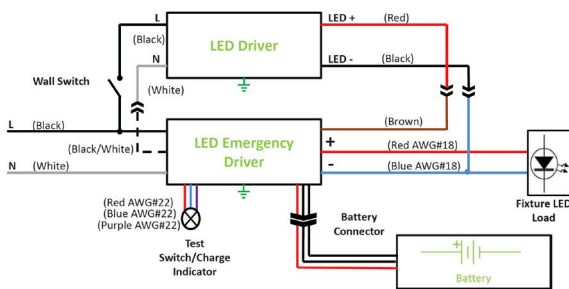 L
LED +
(Red)
(Black)
LED Driver
N
LED -
(Black)
(White)
Wall Switch
L
(Black)
(Brown)
(Black/White)
LED Emergency
Driver
+
(Red AWG#18)
N
(White)
-
(Blue AWG#18)
(Red AWG#22)
(Blue AWG#22)
(Purple AWG#22)
Test
Switch/Charge
Indicator
Battery
Connector
Fixture LED
Load
+
Battery